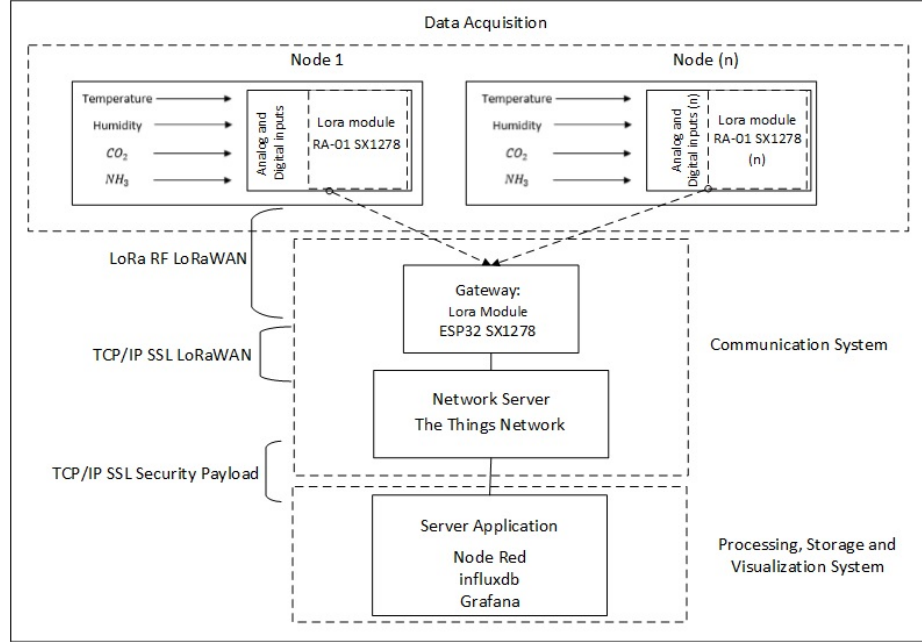 Data Acquisition
Node 1
Temperature
Humidity
CO₂
NH₃
Analog and
Digital inputs
Lora module
RA-01 SX1278
Node (n)
Temperature
Humidity
CO₂
NH₃
Analog and
Digital inputs (n)
Lora module
RA-01 SX1278
(n)
LoRa RF LoRaWAN
Gateway:
Lora Module
ESP32 SX1278
TCP/IP SSL LoRaWAN
Communication System
Network Server
The Things Network
TCP/IP SSL Security Payload
Server Application
Node Red
influxdb
Grafana
Processing, Storage and
Visualization System